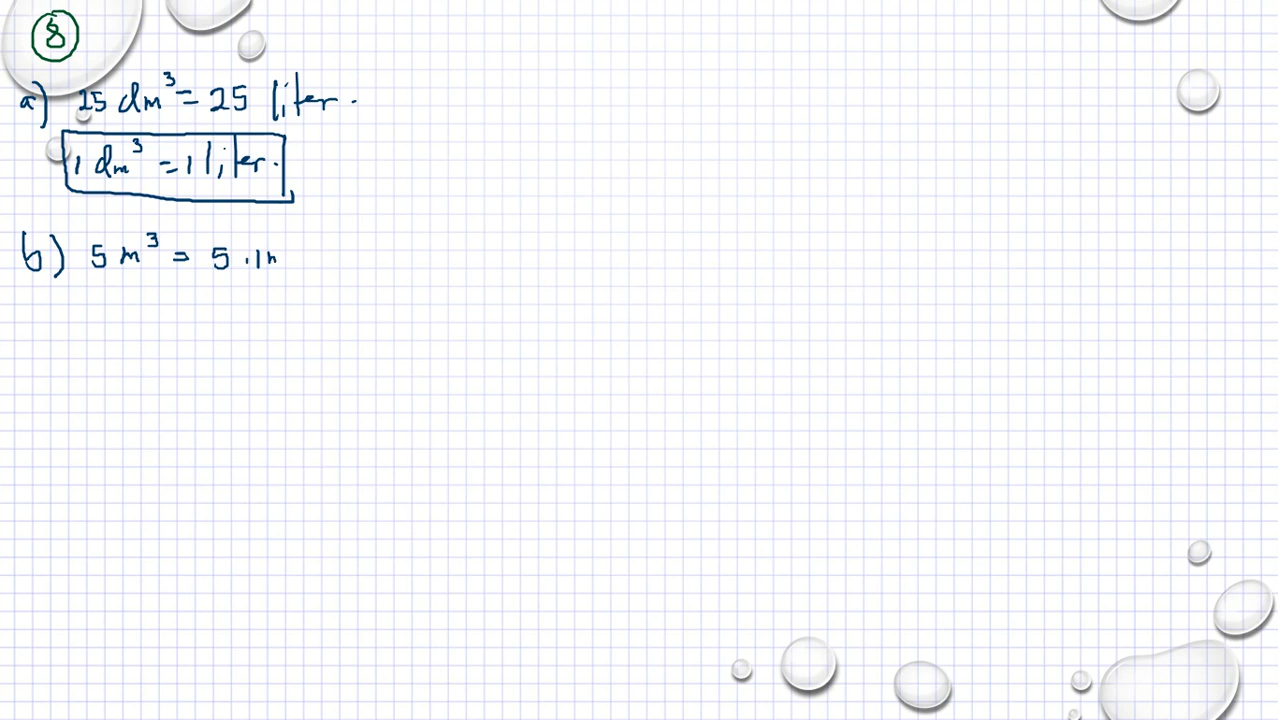 8
a) 25 dm³ = 25 liter.
1 dm³ = 1 liter.
b) 5 m³ = 5 . 1